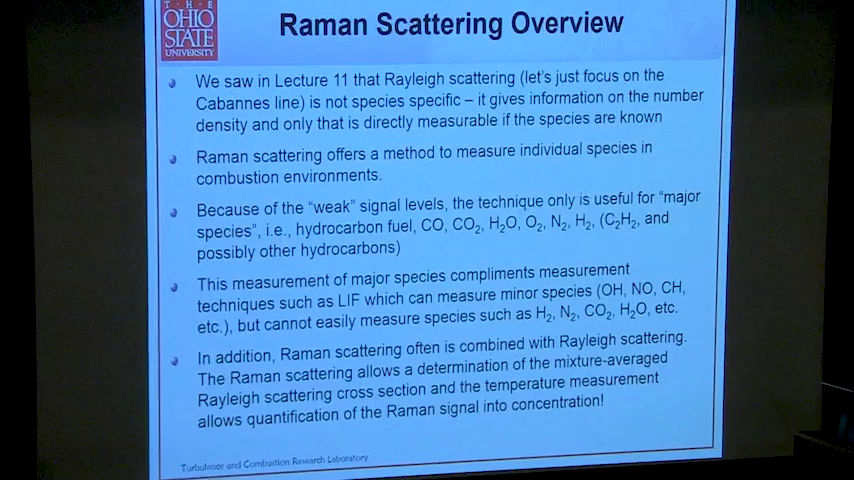 T · H · E
OHIO
STATE
UNIVERSITY
Raman Scattering Overview
We saw in Lecture 11 that Rayleigh scattering (let's just focus on the
Cabannes line) is not species specific – it gives information on the number
density and only that is directly measurable if the species are known
Raman scattering offers a method to measure individual species in
combustion environments.
Because of the "weak" signal levels, the technique only is useful for "major
species", i.e., hydrocarbon fuel, CO, CO₂, H₂O, O₂, N₂, H₂, (C₂H₂, and
possibly other hydrocarbons)
This measurement of major species compliments measurement
techniques such as LIF which can measure minor species (OH, NO, CH,
etc.), but cannot easily measure species such as H₂, N₂, CO₂, H₂O, etc.
In addition, Raman scattering often is combined with Rayleigh scattering.
The Raman scattering allows a determination of the mixture-averaged
Rayleigh scattering cross section and the temperature measurement
allows quantification of the Raman signal into concentration!
Turbulence and Combustion Research Laboratory